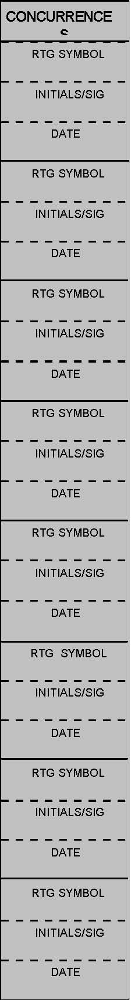 CONCURRENCE
S
RTG SYMBOL
INITIALS/SIG
DATE
RTG SYMBOL
INITIALS/SIG
DATE
RTG SYMBOL
INITIALS/SIG
DATE
RTG SYMBOL
INITIALS/SIG
DATE
RTG SYMBOL
INITIALS/SIG
DATE
RTG SYMBOL
INITIALS/SIG
DATE
RTG SYMBOL
INITIALS/SIG
DATE
RTG SYMBOL
INITIALS/SIG
DATE